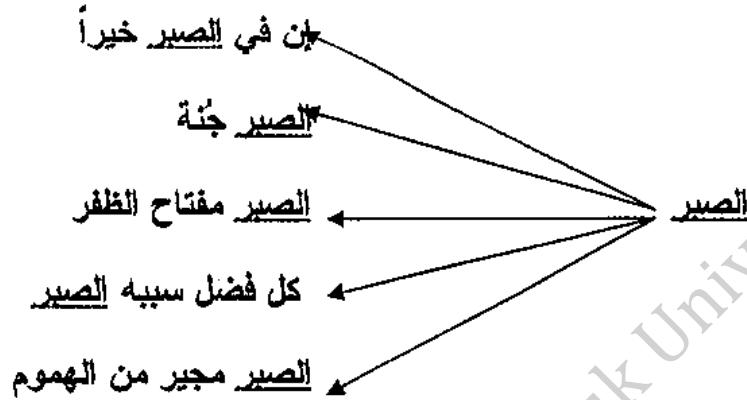 إن في الصبر خيراً
الصبر جُنة
الصبر
الصبر مفتاح الظفر
كل فضل سببه الصبر
الصبر مجير من الهموم